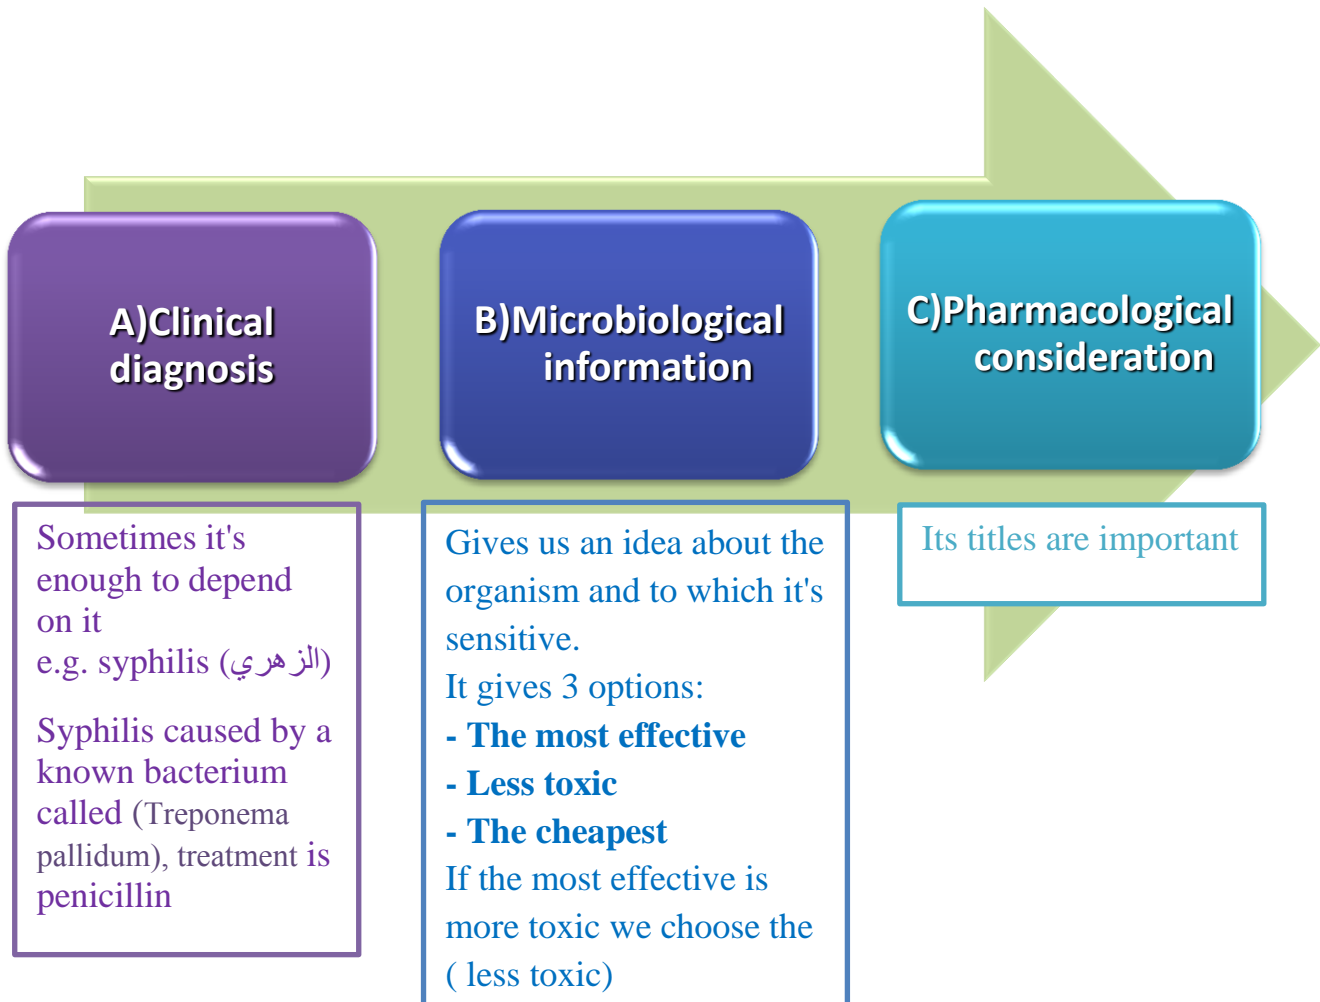 A)Clinical
diagnosis
Sometimes it's
enough to depend
on it
e.g. syphilis (الزهري)
Syphilis caused by a
known bacterium
called (Treponema
pallidum), treatment is
penicillin
B)Microbiological
information
Gives us an idea about the
organism and to which it's
sensitive.
It gives 3 options:
- The most effective
- Less toxic
- The cheapest
If the most effective is
more toxic we choose the
( less toxic)
C)Pharmacological
consideration
Its titles are important